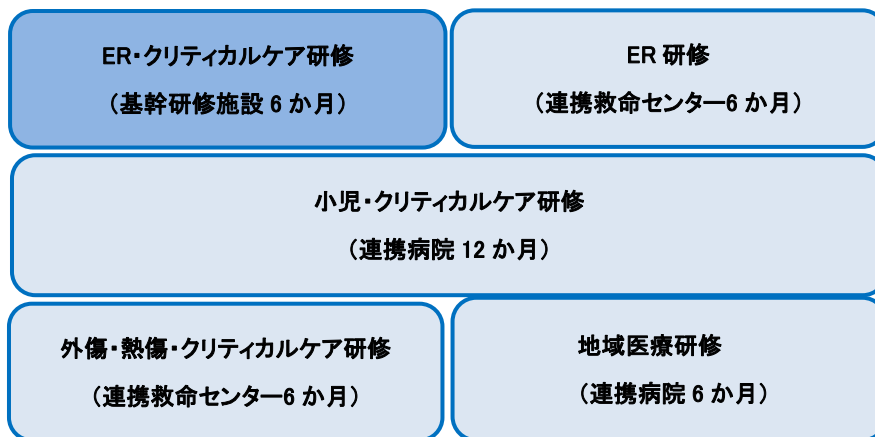 ER・クリティカルケア研修
（基幹研修施設 6 か月）
ER 研修
（連携救命センター6 か月）
小児・クリティカルケア研修
（連携病院 12 か月）
外傷・熱傷・クリティカルケア研修
（連携救命センター6 か月）
地域医療研修
（連携病院 6 か月）